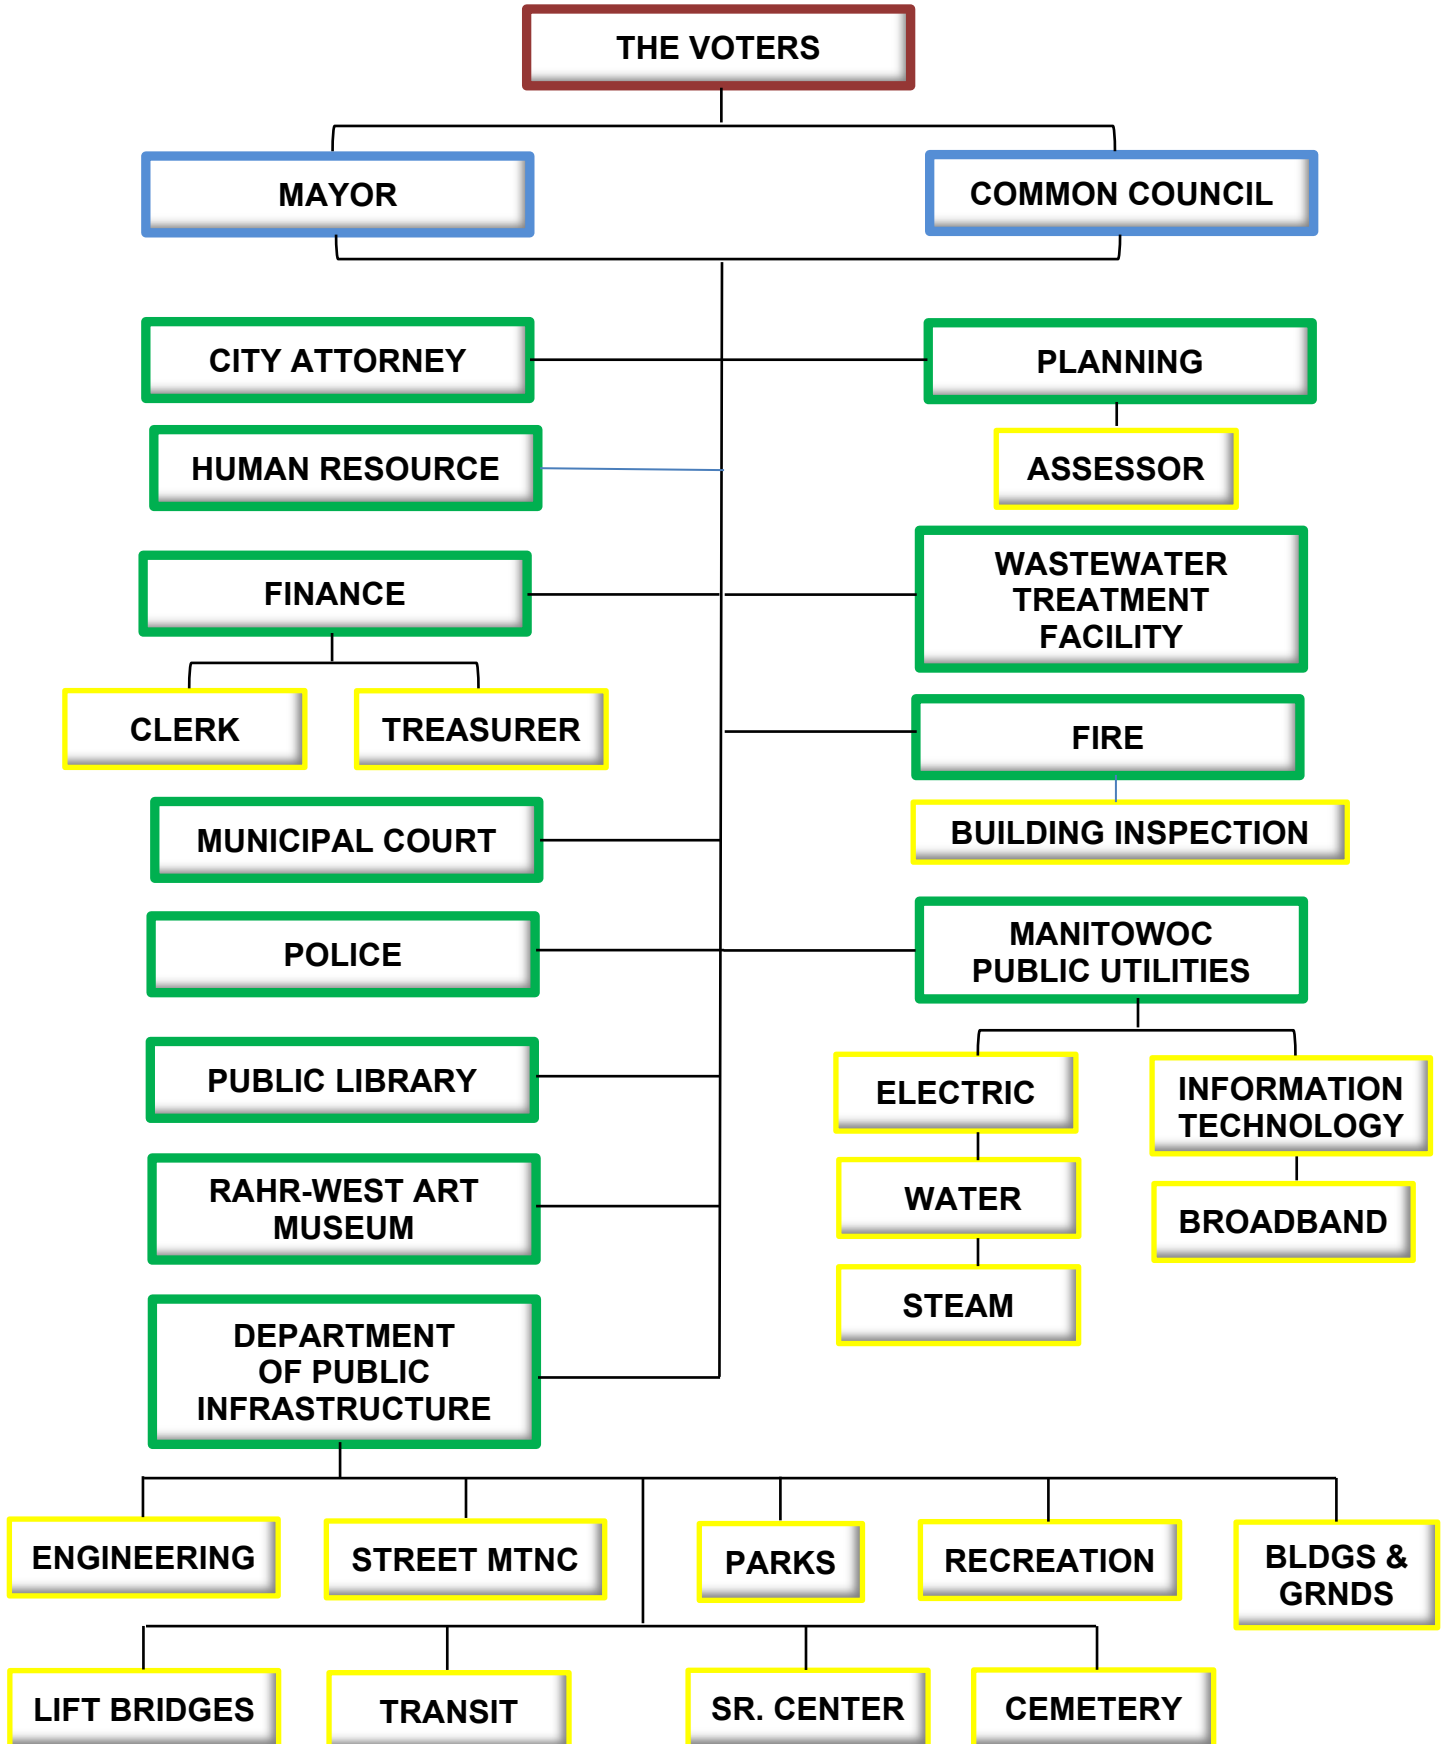 THE VOTERS
MAYOR
COMMON COUNCIL
CITY ATTORNEY
PLANNING
HUMAN RESOURCE
ASSESSOR
FINANCE
WASTEWATER
TREATMENT
FACILITY
CLERK
TREASURER
FIRE
MUNICIPAL COURT
BUILDING INSPECTION
POLICE
MANITOWOC
PUBLIC UTILITIES
PUBLIC LIBRARY
ELECTRIC
INFORMATION
TECHNOLOGY
RAHR-WEST ART
MUSEUM
WATER
BROADBAND
STEAM
DEPARTMENT
OF PUBLIC
INFRASTRUCTURE
ENGINEERING
STREET MTNC
PARKS
RECREATION
BLDGS &
GRNDS
LIFT BRIDGES
TRANSIT
SR. CENTER
CEMETERY